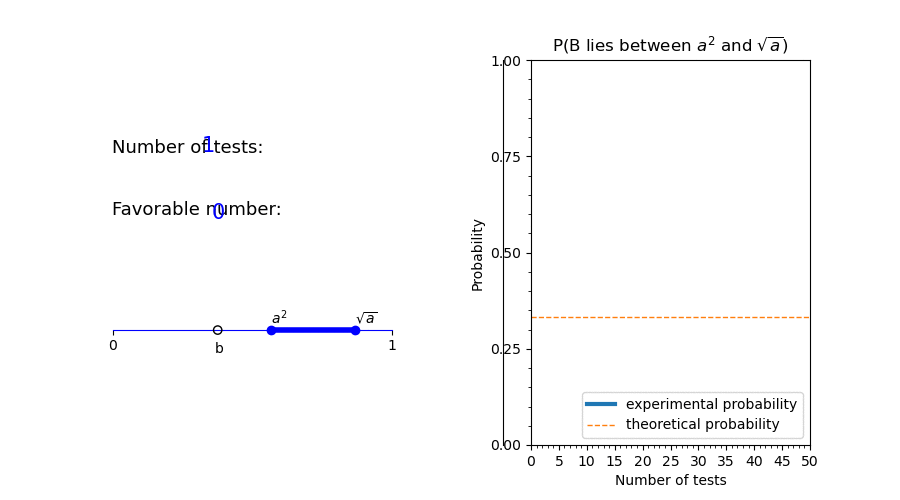 Number of tests:
1
Favorable number:
0
a² √a
b
0 1
P(B lies between a² and √a)
1.00
0.75
0.50
0.25
0.00
Probability
experimental probability
theoretical probability
0 5 10 15 20 25 30 35 40 45 50
Number of tests